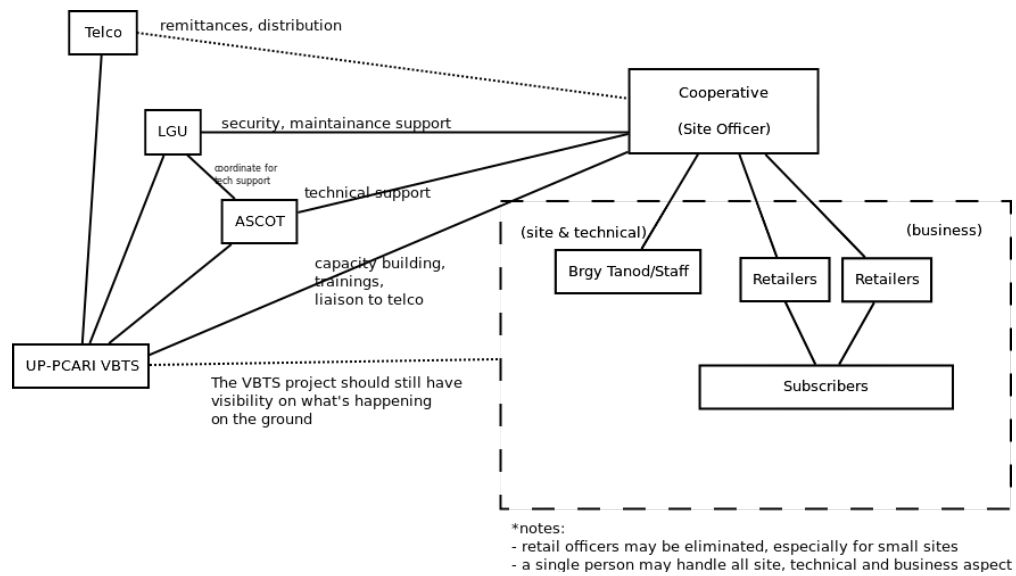 Telco
remittances, distribution
Cooperative
(Site Officer)
LGU
security, maintainance support
coordinate for
tech support
technical support
ASCOT
(site & technical)
(business)
capacity building,
trainings,
liaison to telco
Brgy Tanod/Staff
Retailers
Retailers
UP-PCARI VBTS
The VBTS project should still have
visibility on what's happening
on the ground
Subscribers
*notes:
- retail officers may be eliminated, especially for small sites
- a single person may handle all site, technical and business aspect